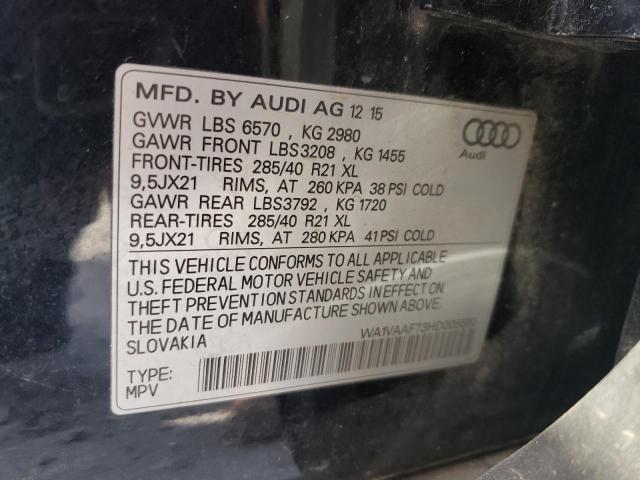 MFD. BY AUDI AG 12 15
GVWR LBS 6570 , KG 2980
GAWR FRONT LBS3208 , KG 1455
FRONT-TIRES 285/40 R21 XL
9,5JX21 RIMS, AT 260 KPA 38 PSI COLD
GAWR REAR LBS3792 , KG 1720
REAR-TIRES 285/40 R21 XL
9,5JX21 RIMS, AT 280 KPA 41 PSI COLD
Audi
THIS VEHICLE CONFORMS TO ALL APPLICABLE
U.S. FEDERAL MOTOR VEHICLE SAFETY AND
THEFT PREVENTION STANDARDS IN EFFECT ON
THE DATE OF MANUFACTURE SHOWN ABOVE.
SLOVAKIA
TYPE:
MPV